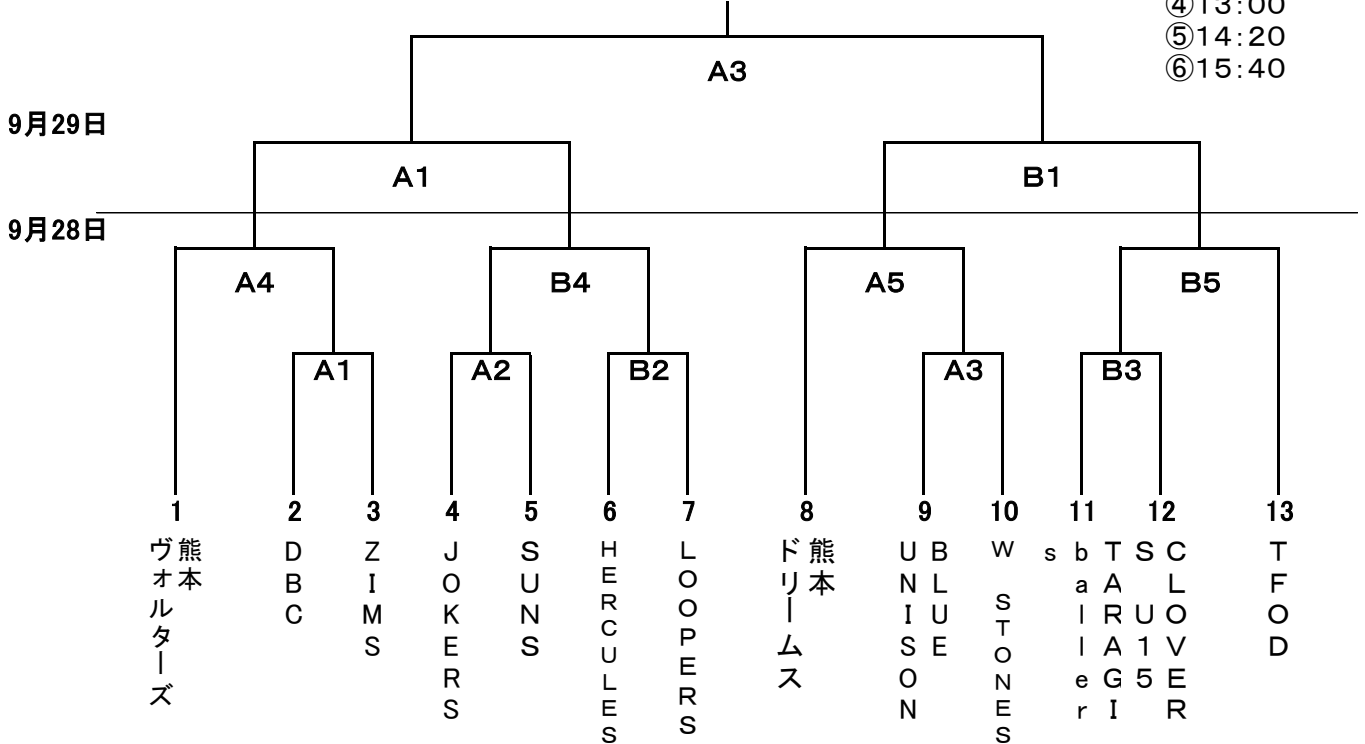 ④13:00
⑤14:20
⑥15:40
A3
9月29日
A1
B1
9月28日
A4
B4
A5
B5
A1
A2
B2
A3
B3
1
2
3
4
5
6
7
8
9
10
11
12
13
熊本
ヴォルターズ
DBC
ZIMS
JOKERS
SUNS
HERCULES
LOOPERS
熊本
ドリームス
BLUE
UNISON
W STONES
TARAGI
baller
s
CLOVER
S U15
TFOD